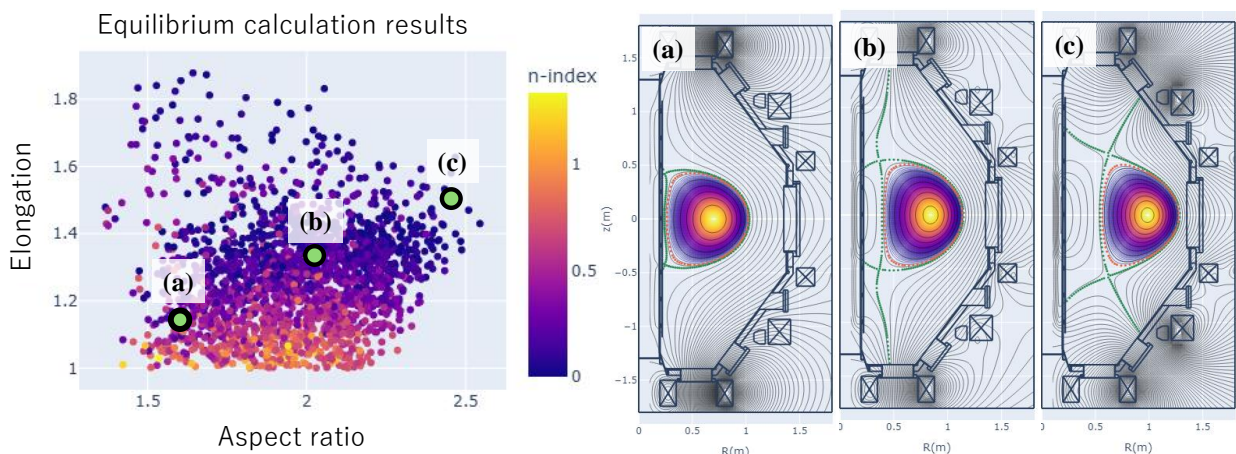 Equilibrium calculation results
n-index
1.8
1.6
1.4
1.2
1
1.5
2
2.5
Elongation
Aspect ratio
(a)
(b)
(c)
1
0.5
0
(a)
1.5
1
0.5
0
−0.5
−1
−1.5
z(m)
0
0.5
1
1.5
R(m)
(b)
0
0.5
1
1.5
R(m)
(c)
0
0.5
1
1.5
R(m)